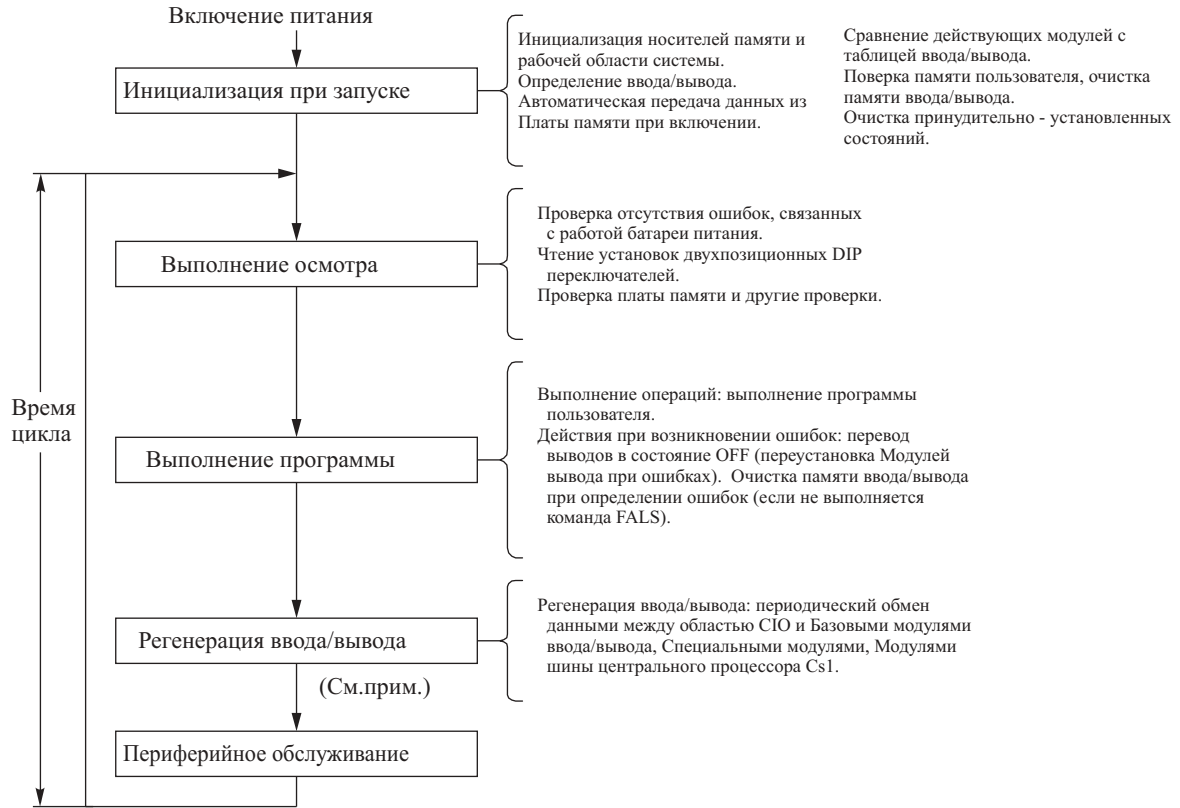 Включение питания
Инициализация при запуске
Инициализация носителей памяти и
рабочей области системы.
Определение ввода/вывода.
Автоматическая передача данных из
Платы памяти при включении.
Сравнение действующих модулей с
таблицей ввода/вывода.
Поверка памяти пользователя, очистка
памяти ввода/вывода.
Очистка принудительно - установленных
состояний.
Выполнение осмотра
Проверка отсутствия ошибок, связанных
с работой батареи питания.
Чтение установок двухпозиционных DIP
переключателей.
Проверка платы памяти и другие проверки.
Время
цикла
Выполнение программы
Выполнение операций: выполнение программы
пользователя.
Действия при возникновении ошибок: перевод
выводов в состояние OFF (переустановка Модулей
вывода при ошибках). Очистка памяти ввода/вывода
при определении ошибок (если не выполняется
команда FALS).
Регенерация ввода/вывода
Регенерация ввода/вывода: периодический обмен
данными между областью CIO и Базовыми модулями
ввода/вывода, Специальными модулями, Модулями
шины центрального процессора Cs1.
(См.прим.)
Периферийное обслуживание